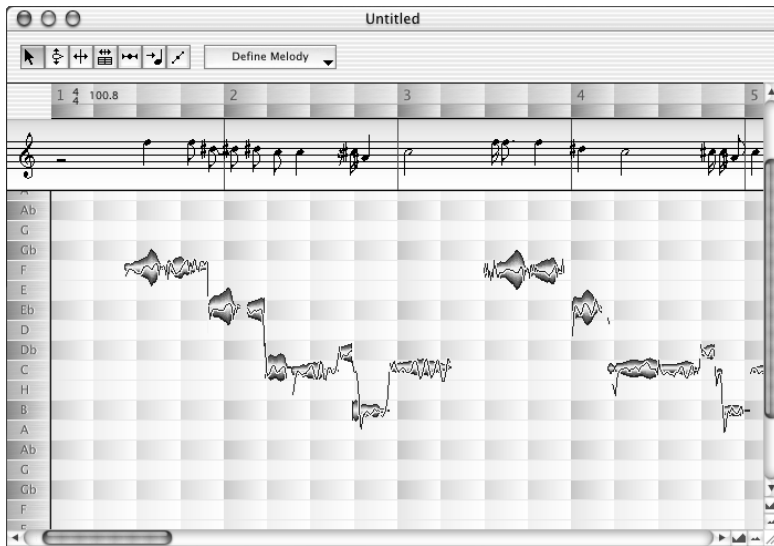 Untitled
Define Melody
1 4/4 100.8 2 3 4 5
A
Ab
G
Gb
F
E
Eb
D
Db
C
H
B
A
Ab
G
Gb
F
E